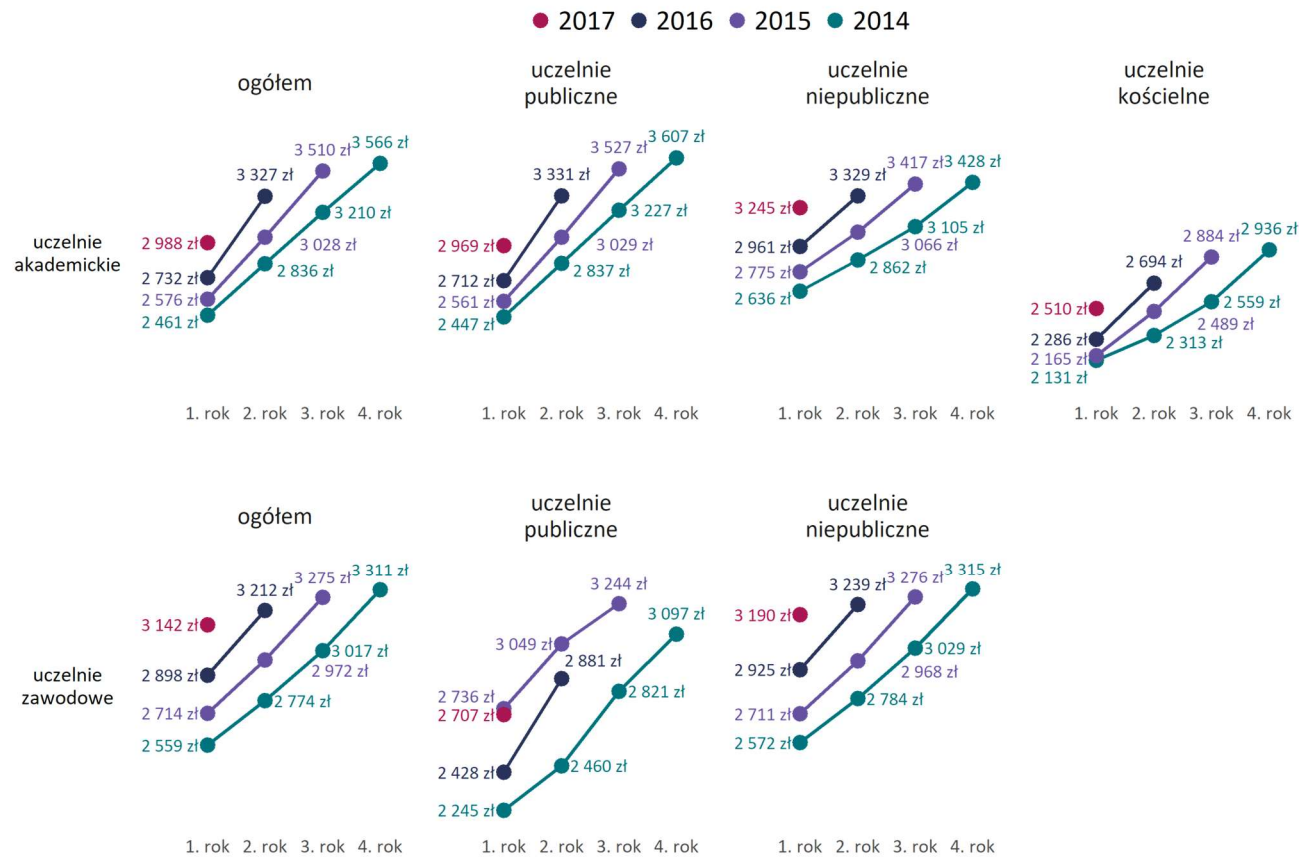 2017 2016 2015 2014
ogółem
uczelnie
publiczne
uczelnie
niepubliczne
uczelnie
kościelne
uczelnie
akademickie
3 566 zł
3 510 zł
3 327 zł
3 210 zł
2 988 zł
3 028 zł
2 836 zł
2 732 zł
2 576 zł
2 461 zł
3 607 zł
3 527 zł
3 331 zł
3 227 zł
2 969 zł
3 029 zł
2 837 zł
2 712 zł
2 561 zł
2 447 zł
3 428 zł
3 417 zł
3 329 zł
3 245 zł
3 105 zł
2 961 zł
3 066 zł
2 775 zł
2 862 zł
2 636 zł
2 936 zł
2 884 zł
2 694 zł
2 510 zł
2 559 zł
2 489 zł
2 286 zł
2 313 zł
2 165 zł
2 131 zł
1. rok 2. rok 3. rok 4. rok
1. rok 2. rok 3. rok 4. rok
1. rok 2. rok 3. rok 4. rok
1. rok 2. rok 3. rok 4. rok
ogółem
uczelnie
publiczne
uczelnie
niepubliczne
uczelnie
zawodowe
3 311 zł
3 275 zł
3 212 zł
3 142 zł
3 017 zł
2 972 zł
2 898 zł
2 774 zł
2 714 zł
2 559 zł
3 244 zł
3 097 zł
3 049 zł
2 881 zł
2 736 zł
2 707 zł
2 821 zł
2 428 zł
2 460 zł
2 245 zł
3 315 zł
3 276 zł
3 239 zł
3 190 zł
3 029 zł
2 968 zł
2 925 zł
2 784 zł
2 711 zł
2 572 zł
1. rok 2. rok 3. rok 4. rok
1. rok 2. rok 3. rok 4. rok
1. rok 2. rok 3. rok 4. rok